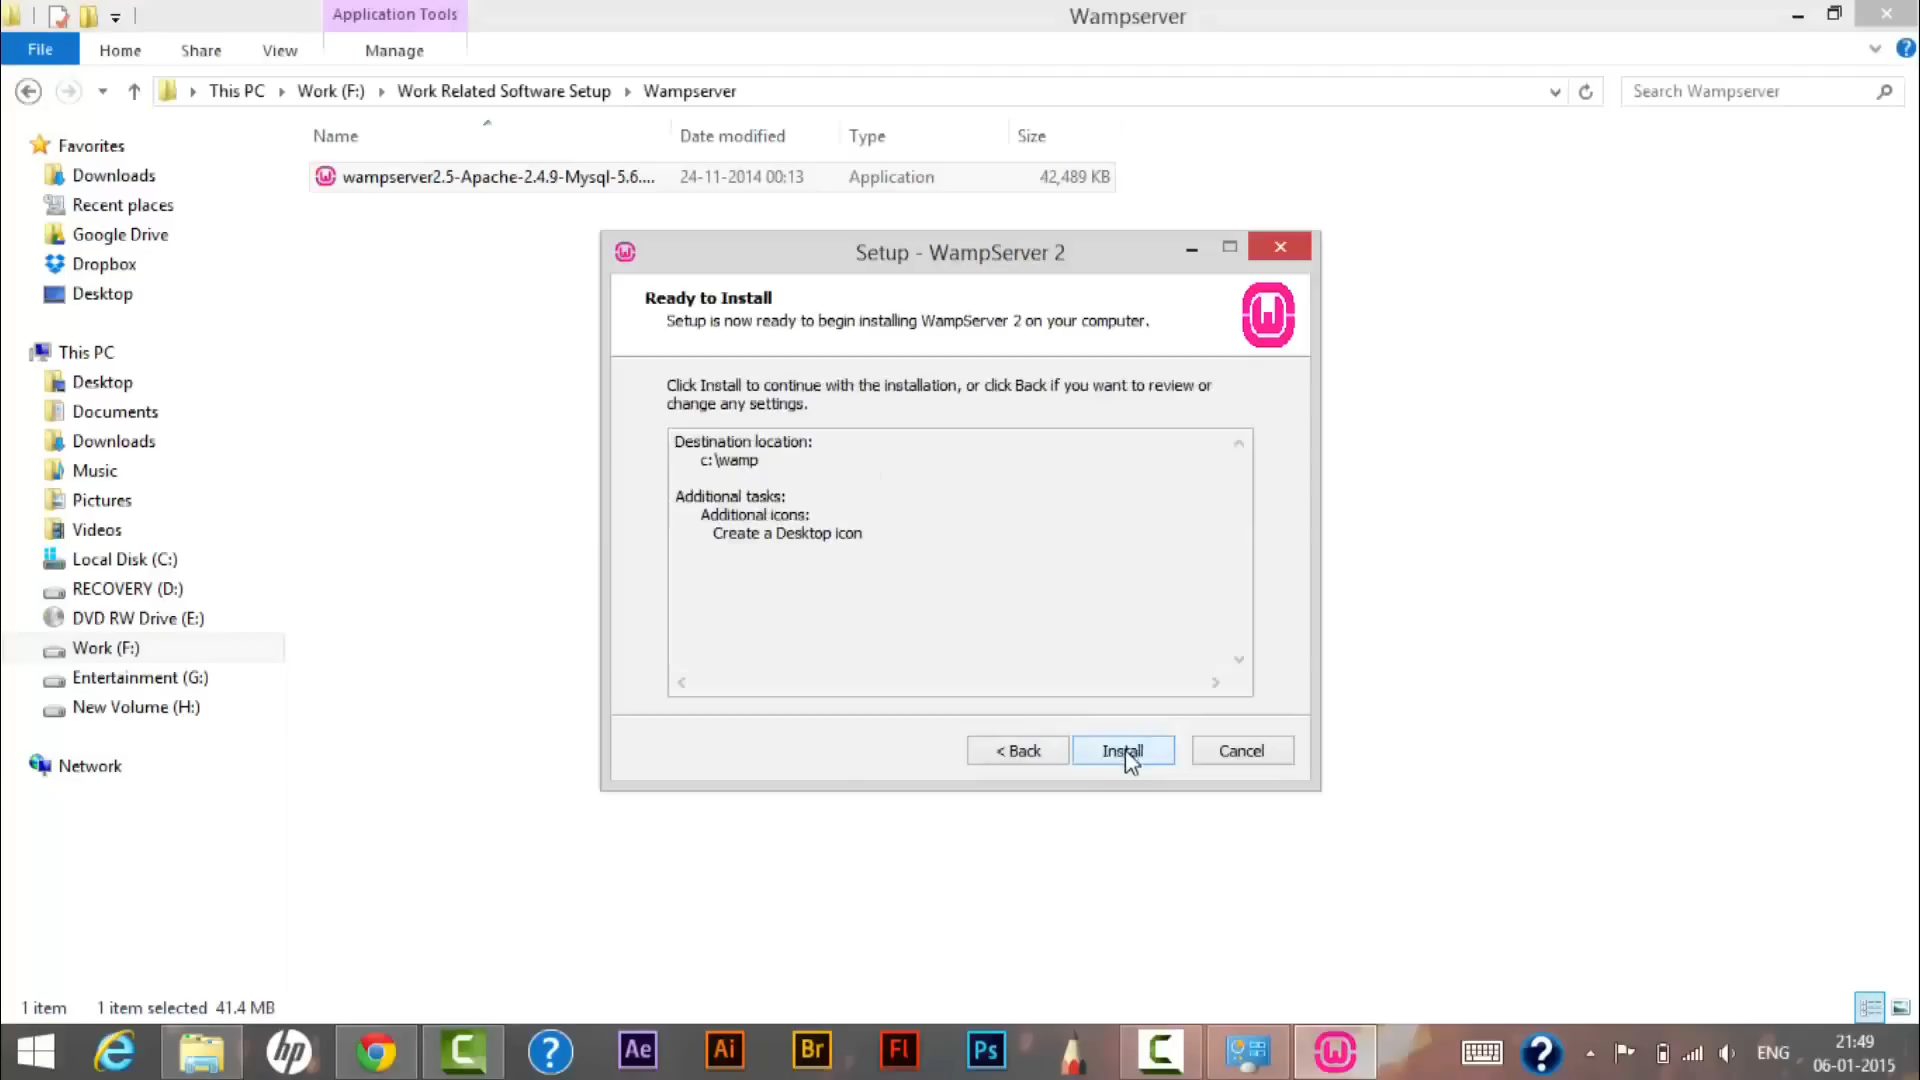 Application Tools
Wampserver
File
Home
Share
View
Manage
This PC
Work (F:)
Work Related Software Setup
Wampserver
Search Wampserver
Name
Date modified
Type
Size
wampserver2.5-Apache-2.4.9-Mysql-5.6....
24-11-2014 00:13
Application
42,489 KB
Favorites
Downloads
Recent places
Google Drive
Dropbox
Desktop
This PC
Desktop
Documents
Downloads
Music
Pictures
Videos
Local Disk (C:)
RECOVERY (D:)
DVD RW Drive (E:)
Work (F:)
Entertainment (G:)
New Volume (H:)
Network
Setup - WampServer 2
Ready to Install
Setup is now ready to begin installing WampServer 2 on your computer.
Click Install to continue with the installation, or click Back if you want to review or
change any settings.
Destination location:
c:\wamp
Additional tasks:
Additional icons:
Create a Desktop icon
< Back
Install
Cancel
1 item
1 item selected 41.4 MB
hp
Ae
Ai
Br
Fl
Ps
ENG
21:49
06-01-2015